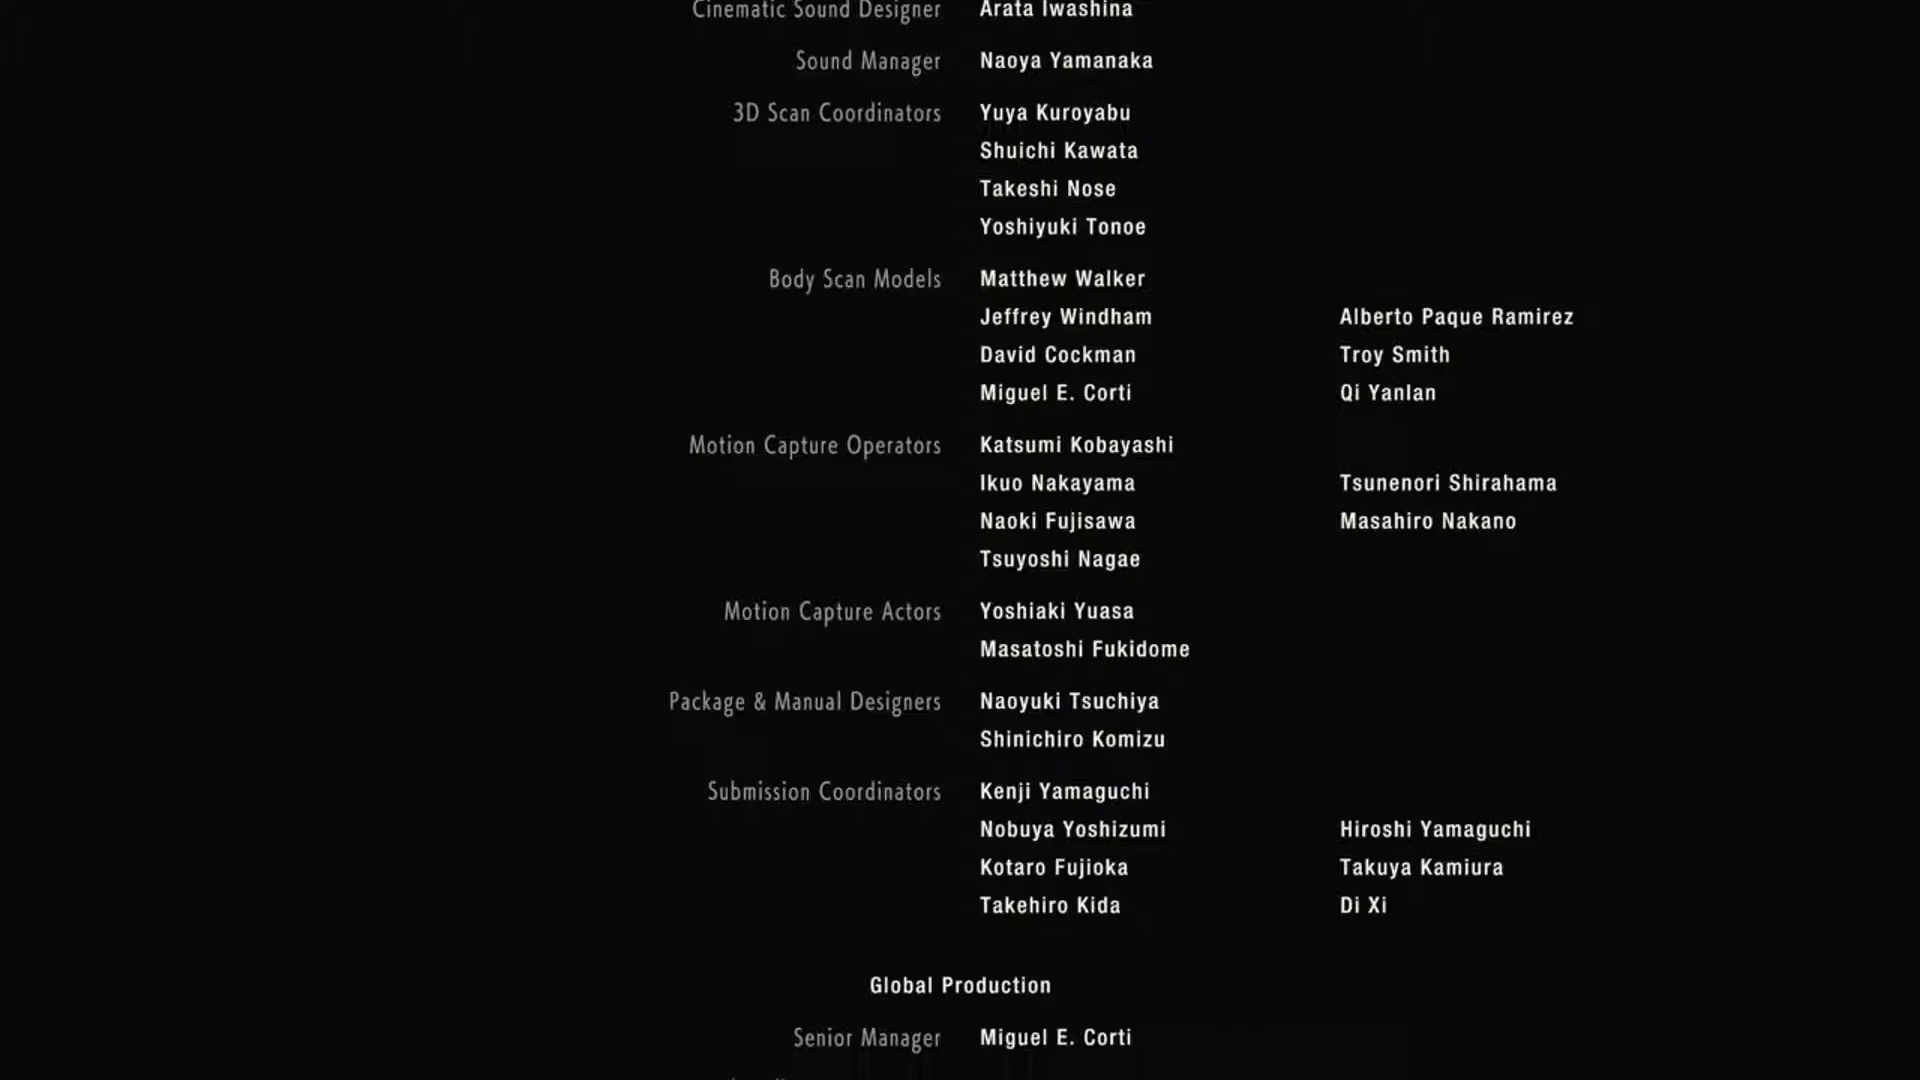 Cinematic Sound Designer Arata Iwashina
Sound Manager Naoya Yamanaka
3D Scan Coordinators Yuya Kuroyabu
Shuichi Kawata
Takeshi Nose
Yoshiyuki Tonoe
Body Scan Models Matthew Walker
Jeffrey Windham Alberto Paque Ramirez
David Cockman Troy Smith
Miguel E. Corti Qi Yanlan
Motion Capture Operators Katsumi Kobayashi
Ikuo Nakayama Tsunenori Shirahama
Naoki Fujisawa Masahiro Nakano
Tsuyoshi Nagae
Motion Capture Actors Yoshiaki Yuasa
Masatoshi Fukidome
Package & Manual Designers Naoyuki Tsuchiya
Shinichiro Komizu
Submission Coordinators Kenji Yamaguchi
Nobuya Yoshizumi Hiroshi Yamaguchi
Kotaro Fujioka Takuya Kamiura
Takehiro Kida Di Xi
Global Production
Senior Manager Miguel E. Corti